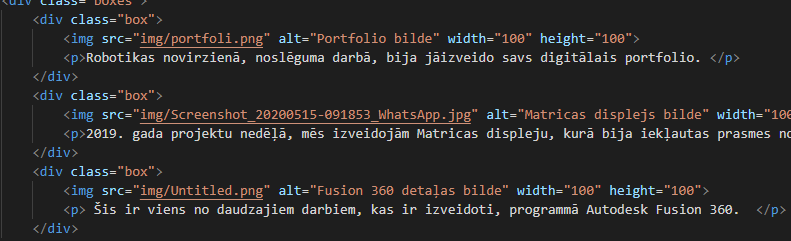 <div class="boxes">
<div class="box">
<img src="img/portfoli.png" alt="Portfolio bilde" width="100" height="100">
<p>Robotikas novirzienā, noslēguma darbā, bija jāizveido savs digitālais portfolio. </p>
</div>
<div class="box">
<img src="img/Screenshot_20200515-091853_WhatsApp.jpg" alt="Matricas displejs bilde" width="100
<p>2019. gada projektu nedēļā, mēs izveidojām Matricas displeju, kurā bija iekļautas prasmes no
</div>
<div class="box">
<img src="img/Untitled.png" alt="Fusion 360 detaļas bilde" width="100" height="100">
<p> Šis ir viens no daudzajiem darbiem, kas ir izveidoti, programmā Autodesk Fusion 360.  </p>
</div>